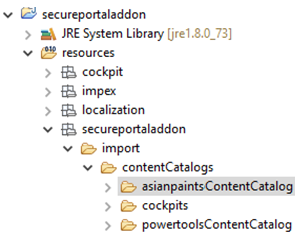 secureportaladdon
JRE System Library [jre1.8.0_73]
resources
cockpit
impex
localization
secureportaladdon
import
contentCatalogs
asianpaintsContentCatalog
cockpits
powertoolsContentCatalog